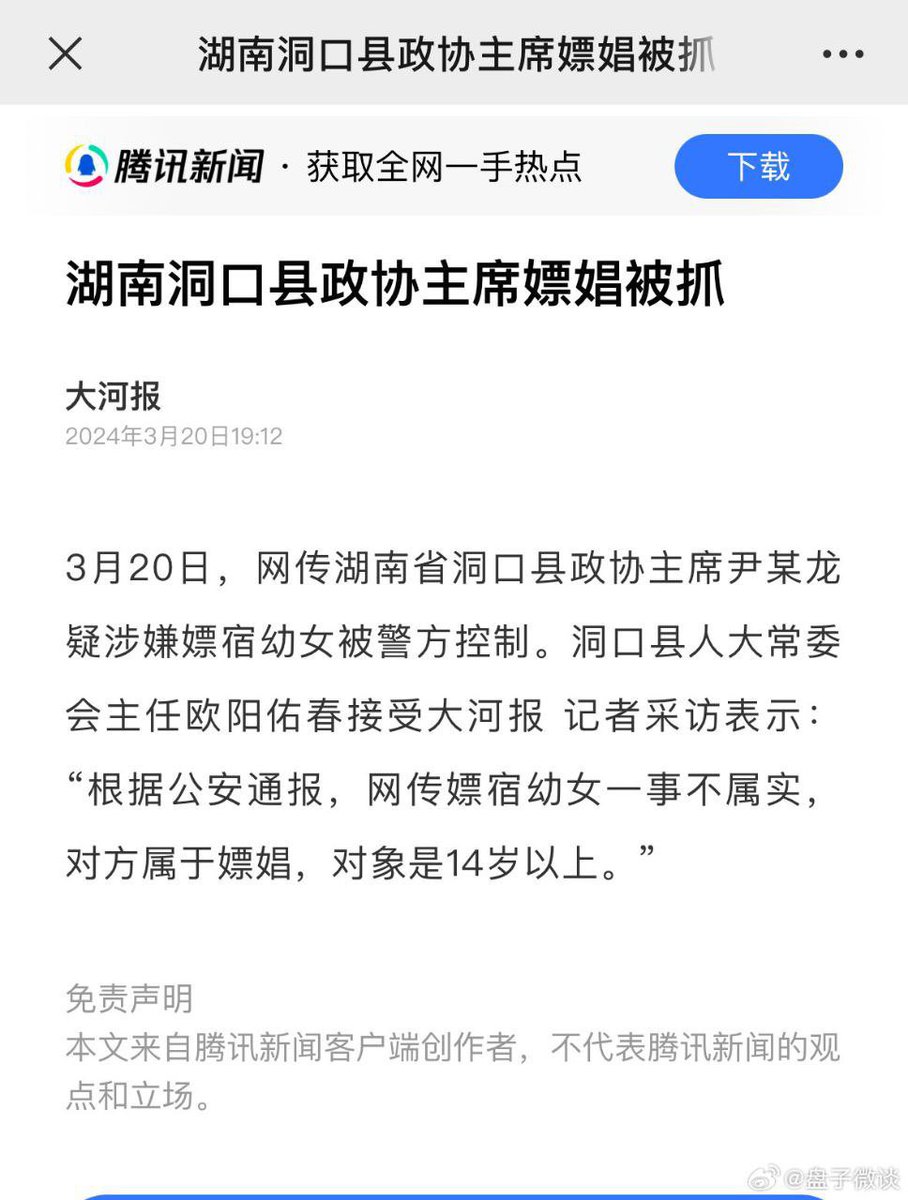 湖南洞口县政协主席嫖娼被抓
腾讯新闻 · 获取全网一手热点
下载
湖南洞口县政协主席嫖娼被抓
大河报
2024年3月20日19:12
3月20日，网传湖南省洞口县政协主席尹某龙
疑涉嫌嫖宿幼女被警方控制。洞口县人大常委
会主任欧阳佑春接受大河报 记者采访表示：
“根据公安通报，网传嫖宿幼女一事不属实，
对方属于嫖娼，对象是14岁以上。”
免责声明
本文来自腾讯新闻客户端创作者，不代表腾讯新闻的观
点和立场。
@盘子微谈